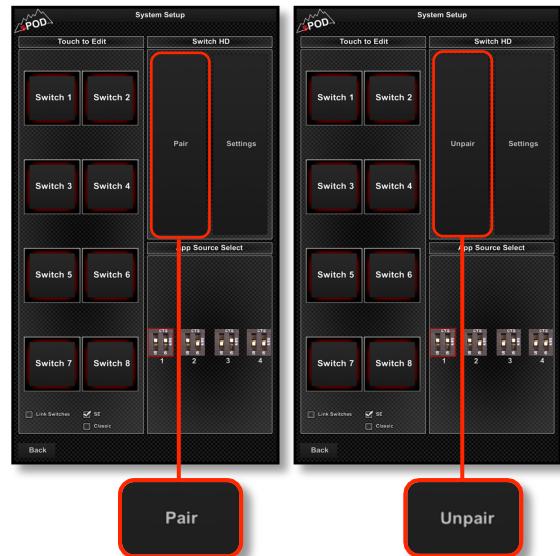 sPOD
System Setup
Touch to Edit
Switch HD
Switch 1
Switch 2
Pair
Settings
Switch 3
Switch 4
App Source Select
Switch 5
Switch 6
Switch 7
Switch 8
1
2
3
4
Link Switches
SE
Classic
Back
Pair
sPOD
System Setup
Touch to Edit
Switch HD
Switch 1
Switch 2
Unpair
Settings
Switch 3
Switch 4
App Source Select
Switch 5
Switch 6
Switch 7
Switch 8
1
2
3
4
Link Switches
SE
Classic
Back
Unpair